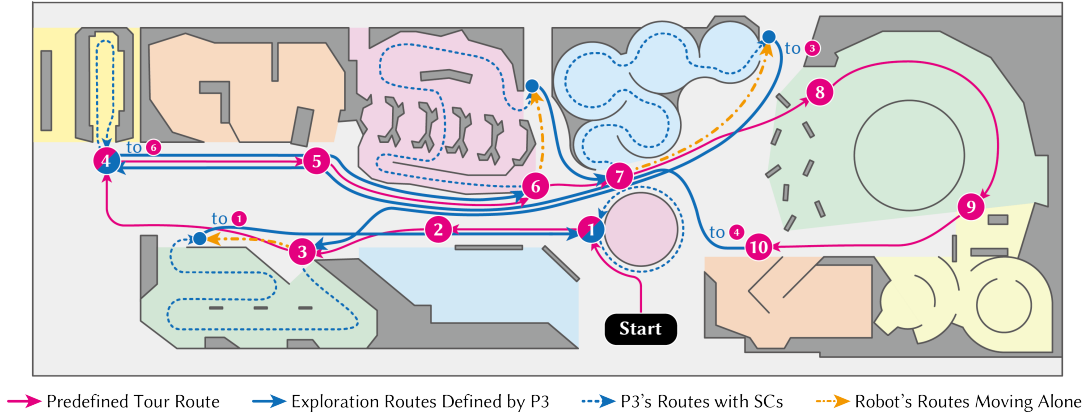 to 3
8
4
to 6
5
6
7
9
to 1
3
2
1
to 4
10
Start
Predefined Tour Route
Exploration Routes Defined by P3
P3's Routes with SCs
Robot's Routes Moving Alone